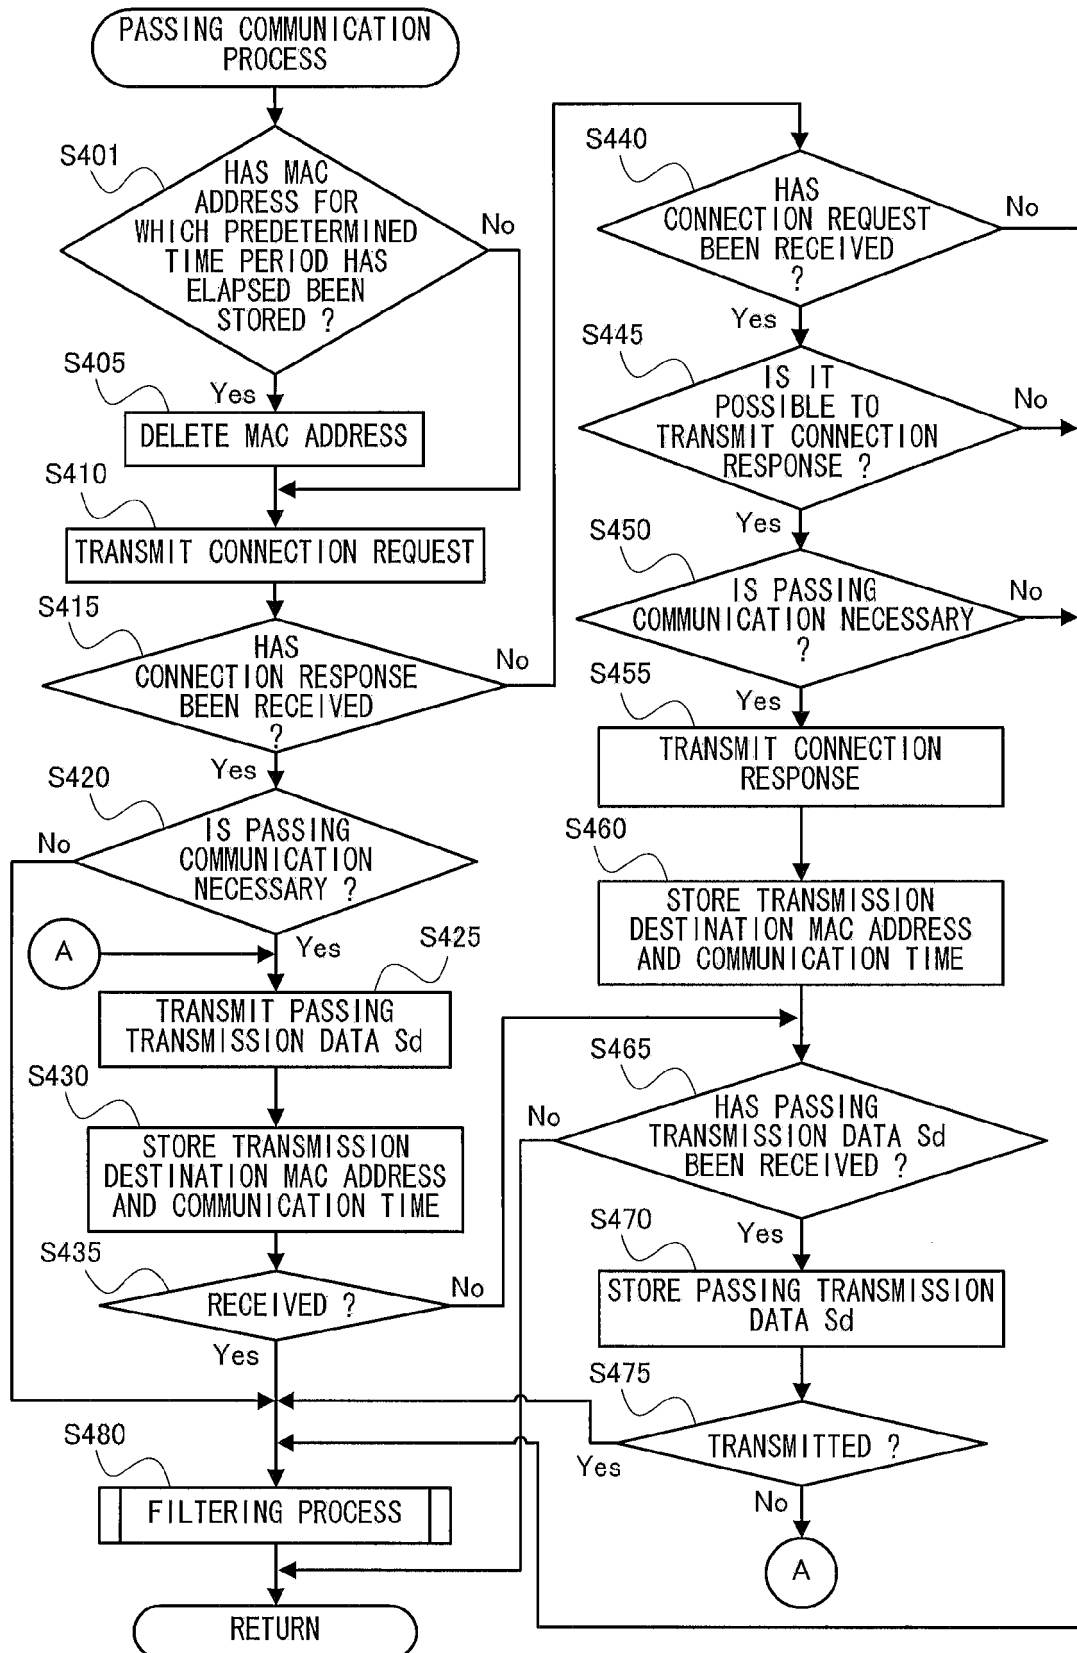 PASSING COMMUNICATION
PROCESS
S401
HAS MAC
ADDRESS FOR
WHICH PREDETERMINED
TIME PERIOD HAS
ELAPSED BEEN
STORED ?
No
Yes
S405
DELETE MAC ADDRESS
S410
TRANSMIT CONNECTION REQUEST
S415
HAS
CONNECTION RESPONSE
BEEN RECEIVED
?
No
Yes
S420
IS PASSING
COMMUNICATION
NECESSARY ?
No
Yes
A
S425
TRANSMIT PASSING
TRANSMISSION DATA Sd
S430
STORE TRANSMISSION
DESTINATION MAC ADDRESS
AND COMMUNICATION TIME
S435
RECEIVED ?
No
Yes
S480
FILTERING PROCESS
RETURN
S440
HAS
CONNECTION REQUEST
BEEN RECEIVED
?
No
Yes
S445
IS IT
POSSIBLE TO
TRANSMIT CONNECTION
RESPONSE ?
No
Yes
S450
IS PASSING
COMMUNICATION NECESSARY
?
No
Yes
S455
TRANSMIT CONNECTION
RESPONSE
S460
STORE TRANSMISSION
DESTINATION MAC ADDRESS
AND COMMUNICATION TIME
S465
HAS PASSING
TRANSMISSION DATA Sd
BEEN RECEIVED ?
No
Yes
S470
STORE PASSING TRANSMISSION
DATA Sd
S475
TRANSMITTED ?
Yes
No
A